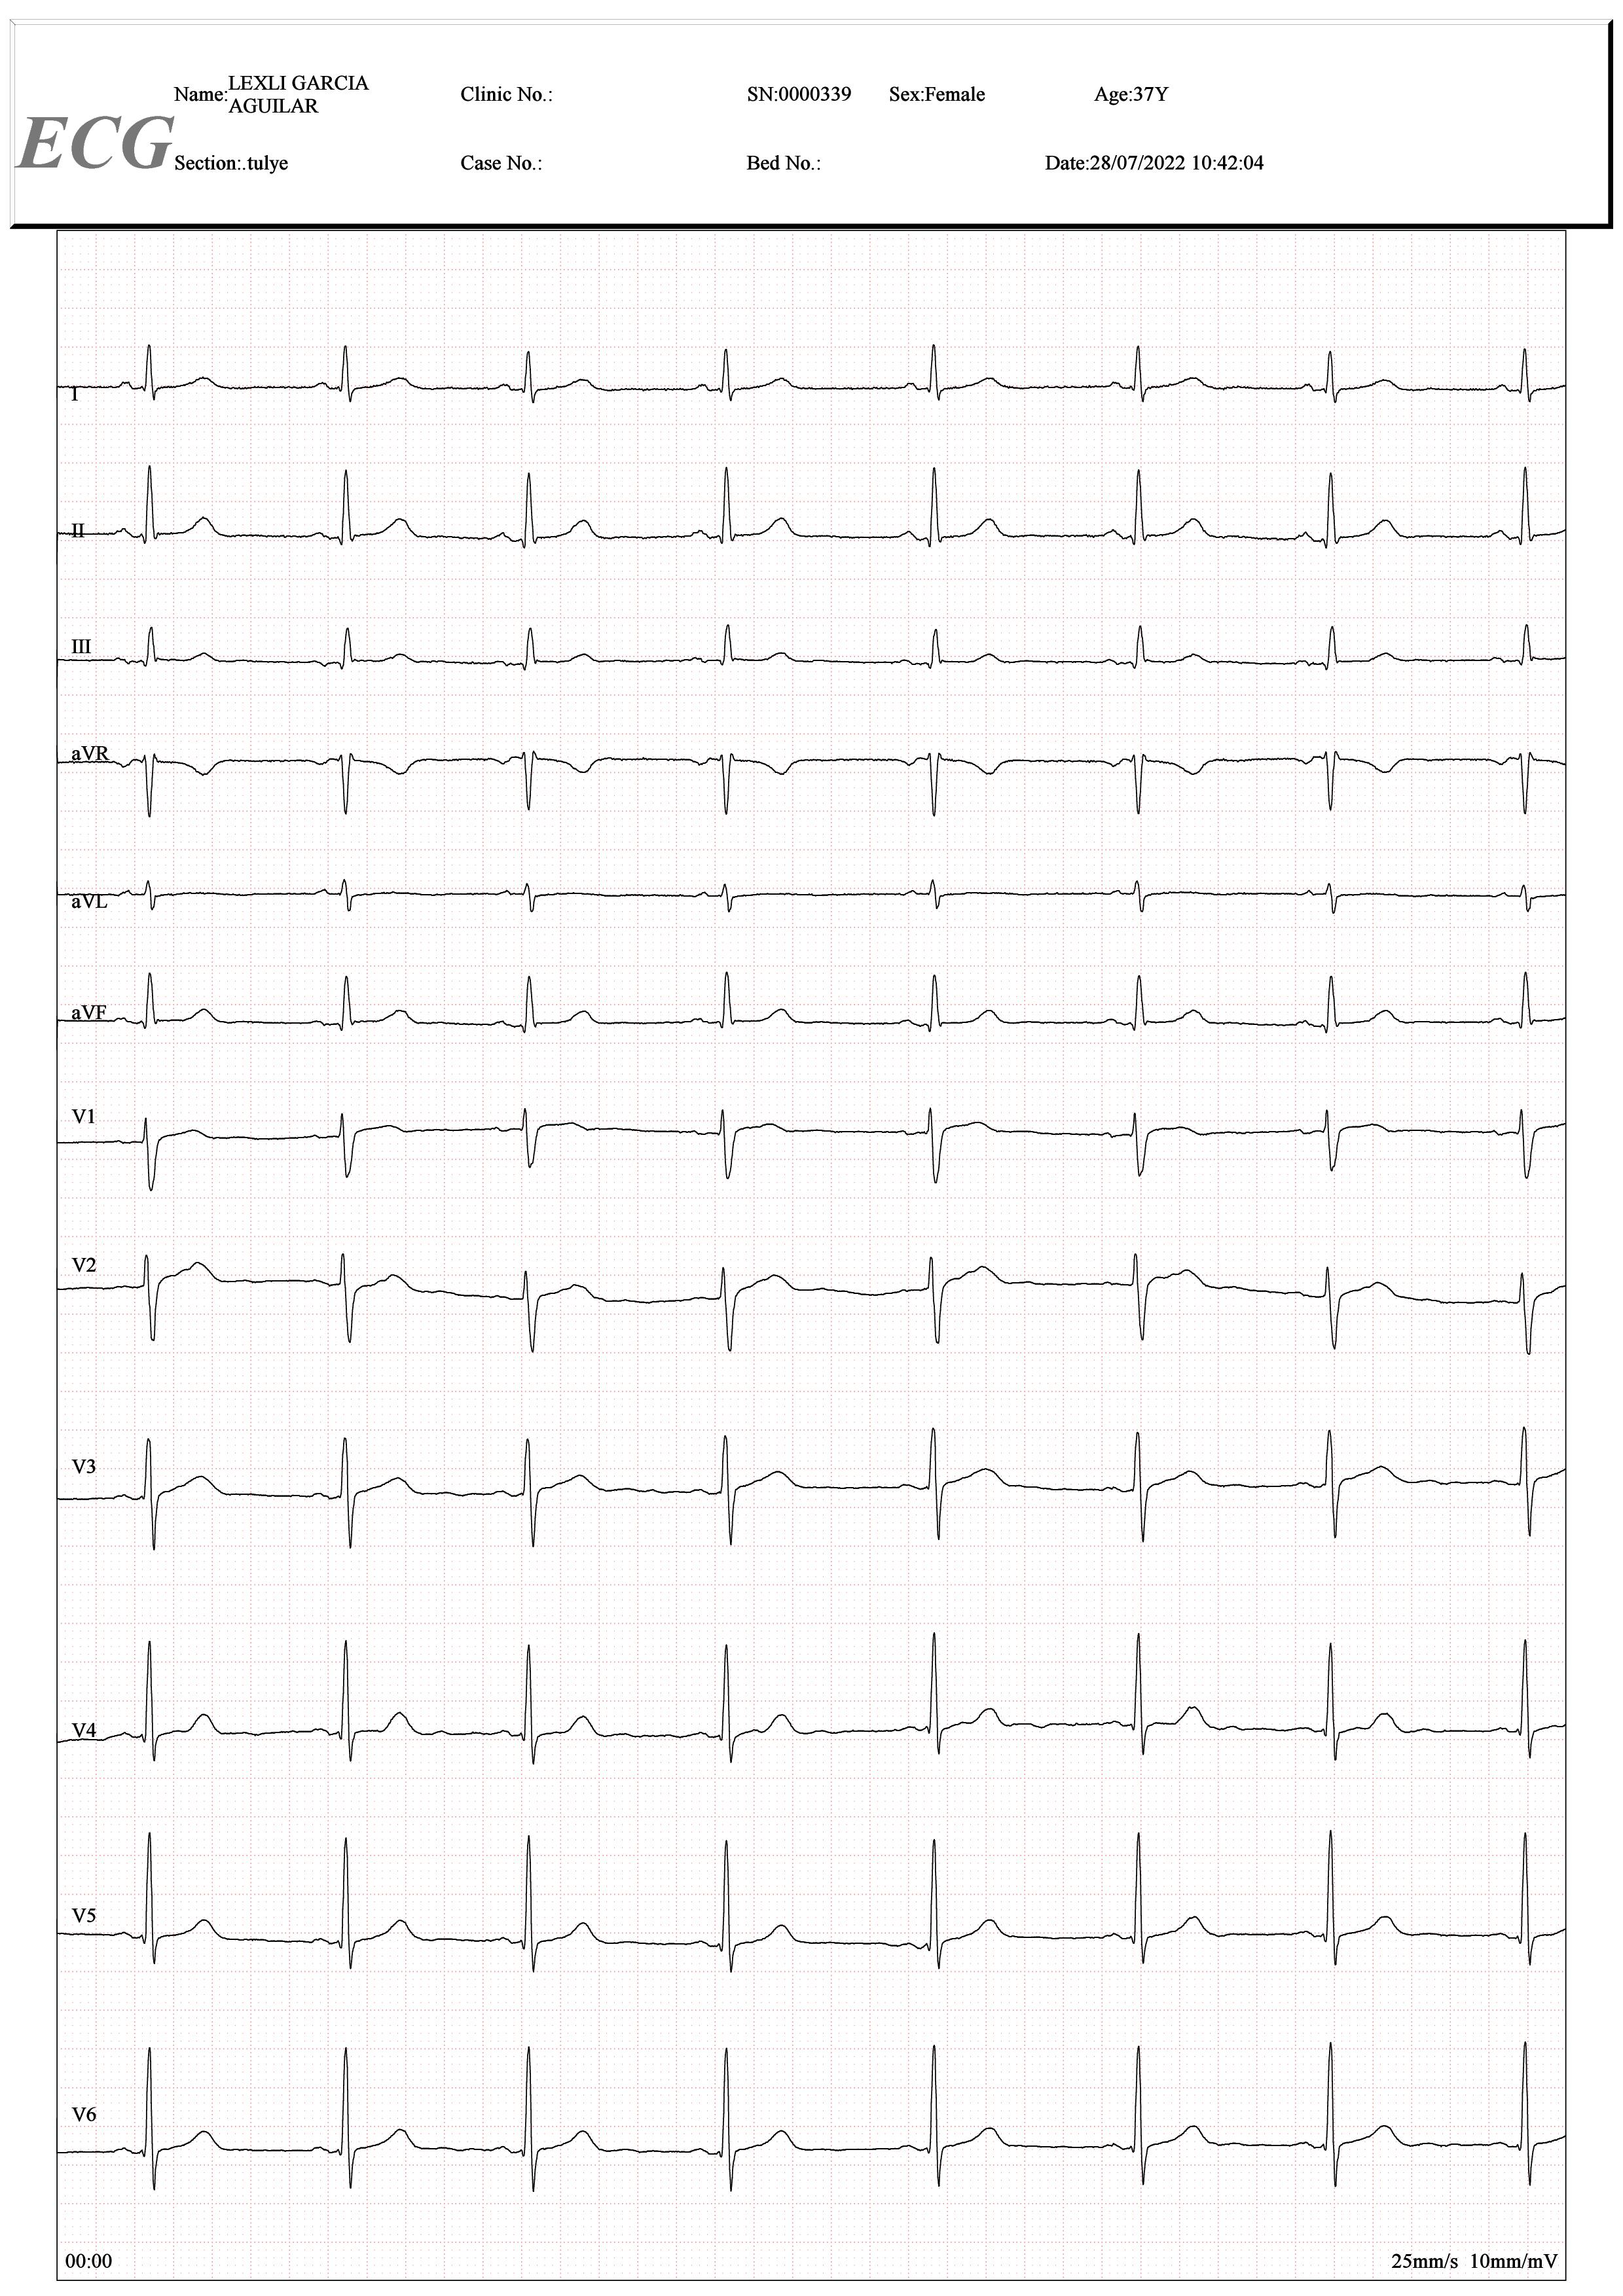 ECG
Name:LEXLI GARCIA AGUILAR
Clinic No.:
SN:0000339
Sex:Female
Age:37Y
Section:.tulye
Case No.:
Bed No.:
Date:28/07/2022 10:42:04
I
II
III
aVR
aVL
aVF
V1
V2
V3
V4
V5
V6
00:00
25mm/s 10mm/mV